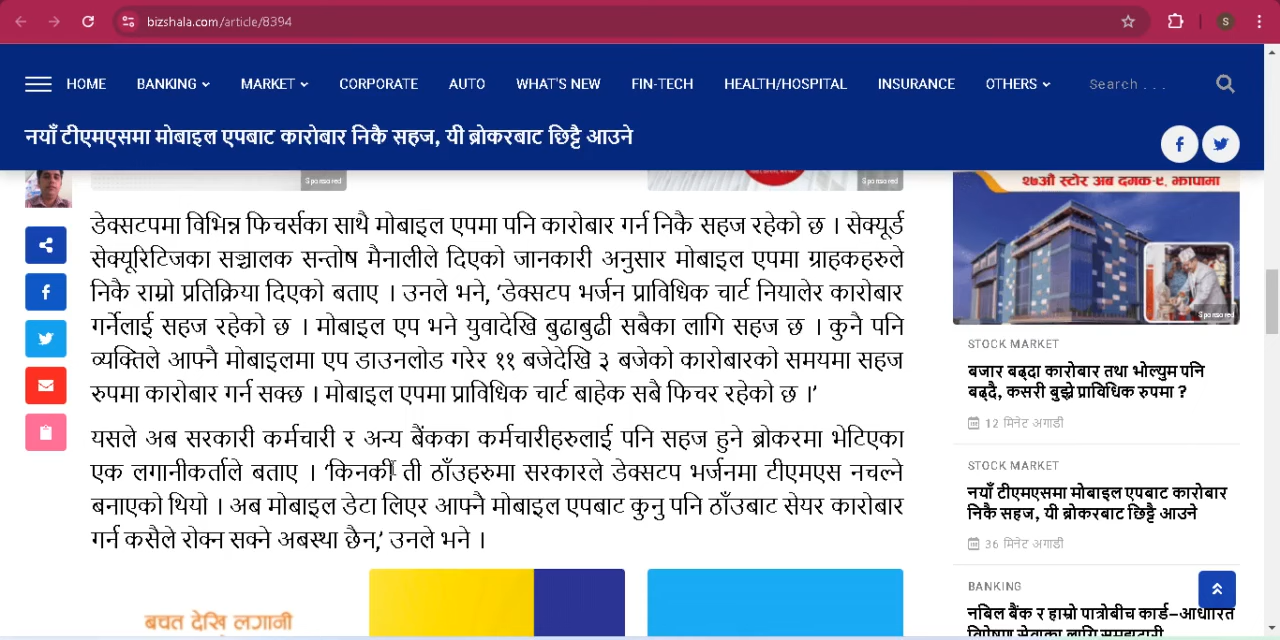 bizshala.com/article/8394
S
HOME BANKING MARKET CORPORATE AUTO WHAT'S NEW FIN-TECH HEALTH/HOSPITAL INSURANCE OTHERS Search . . .
नयाँ टीएमएसमा मोबाइल एपबाट कारोबार निकै सहज, यी ब्रोकरबाट छिट्टै आउने
Sponsored
Sponsored
डेक्सटपमा विभिन्न फिचर्सका साथै मोबाइल एपमा पनि कारोबार गर्न निकै सहज रहेको छ । सेक्यूर्ड
सेक्यूरिटिजका सञ्चालक सन्तोष मैनालीले दिएको जानकारी अनुसार मोबाइल एपमा ग्राहकहरुले
निकै राम्रो प्रतिक्रिया दिएको बताए । उनले भने, ‘डेक्सटप भर्जन प्राविधिक चार्ट नियालेर कारोबार
गर्नेलाई सहज रहेको छ । मोबाइल एप भने युवादेखि बुढाबुढी सबैका लागि सहज छ । कुनै पनि
व्यक्तिले आफ्नै मोबाइलमा एप डाउनलोड गरेर ११ बजेदेखि ३ बजेको कारोबारको समयमा सहज
रुपमा कारोबार गर्न सक्छ । मोबाइल एपमा प्राविधिक चार्ट बाहेक सबै फिचर रहेको छ ।’
यसले अब सरकारी कर्मचारी र अन्य बैंकका कर्मचारीहरुलाई पनि सहज हुने ब्रोकरमा भेटिएका
एक लगानीकर्ताले बताए । ‘किनकी ती ठाँउहरुमा सरकारले डेक्सटप भर्जनमा टीएमएस नचल्ने
बनाएको थियो । अब मोबाइल डेटा लिएर आफ्नै मोबाइल एपबाट कुनु पनि ठाँउबाट सेयर कारोबार
गर्न कसैले रोक्न सक्ने अबस्था छैन,’ उनले भने ।
बचत देखि लगानी
२७औं स्टोर अब दमक-९, झापामा
Sponsored
STOCK MARKET
बजार बढ्दा कारोबार तथा भोल्युम पनि
बढ्दै, कसरी बुझ्ने प्राविधिक रुपमा ?
12 मिनेट अगाडी
STOCK MARKET
नयाँ टीएमएसमा मोबाइल एपबाट कारोबार
निकै सहज, यी ब्रोकरबाट छिट्टै आउने
36 मिनेट अगाडी
BANKING
नबिल बैंक र हाम्रो पात्रोबीच कार्ड–आधारित
विप्रेषण सेवाका लागि समझदारी